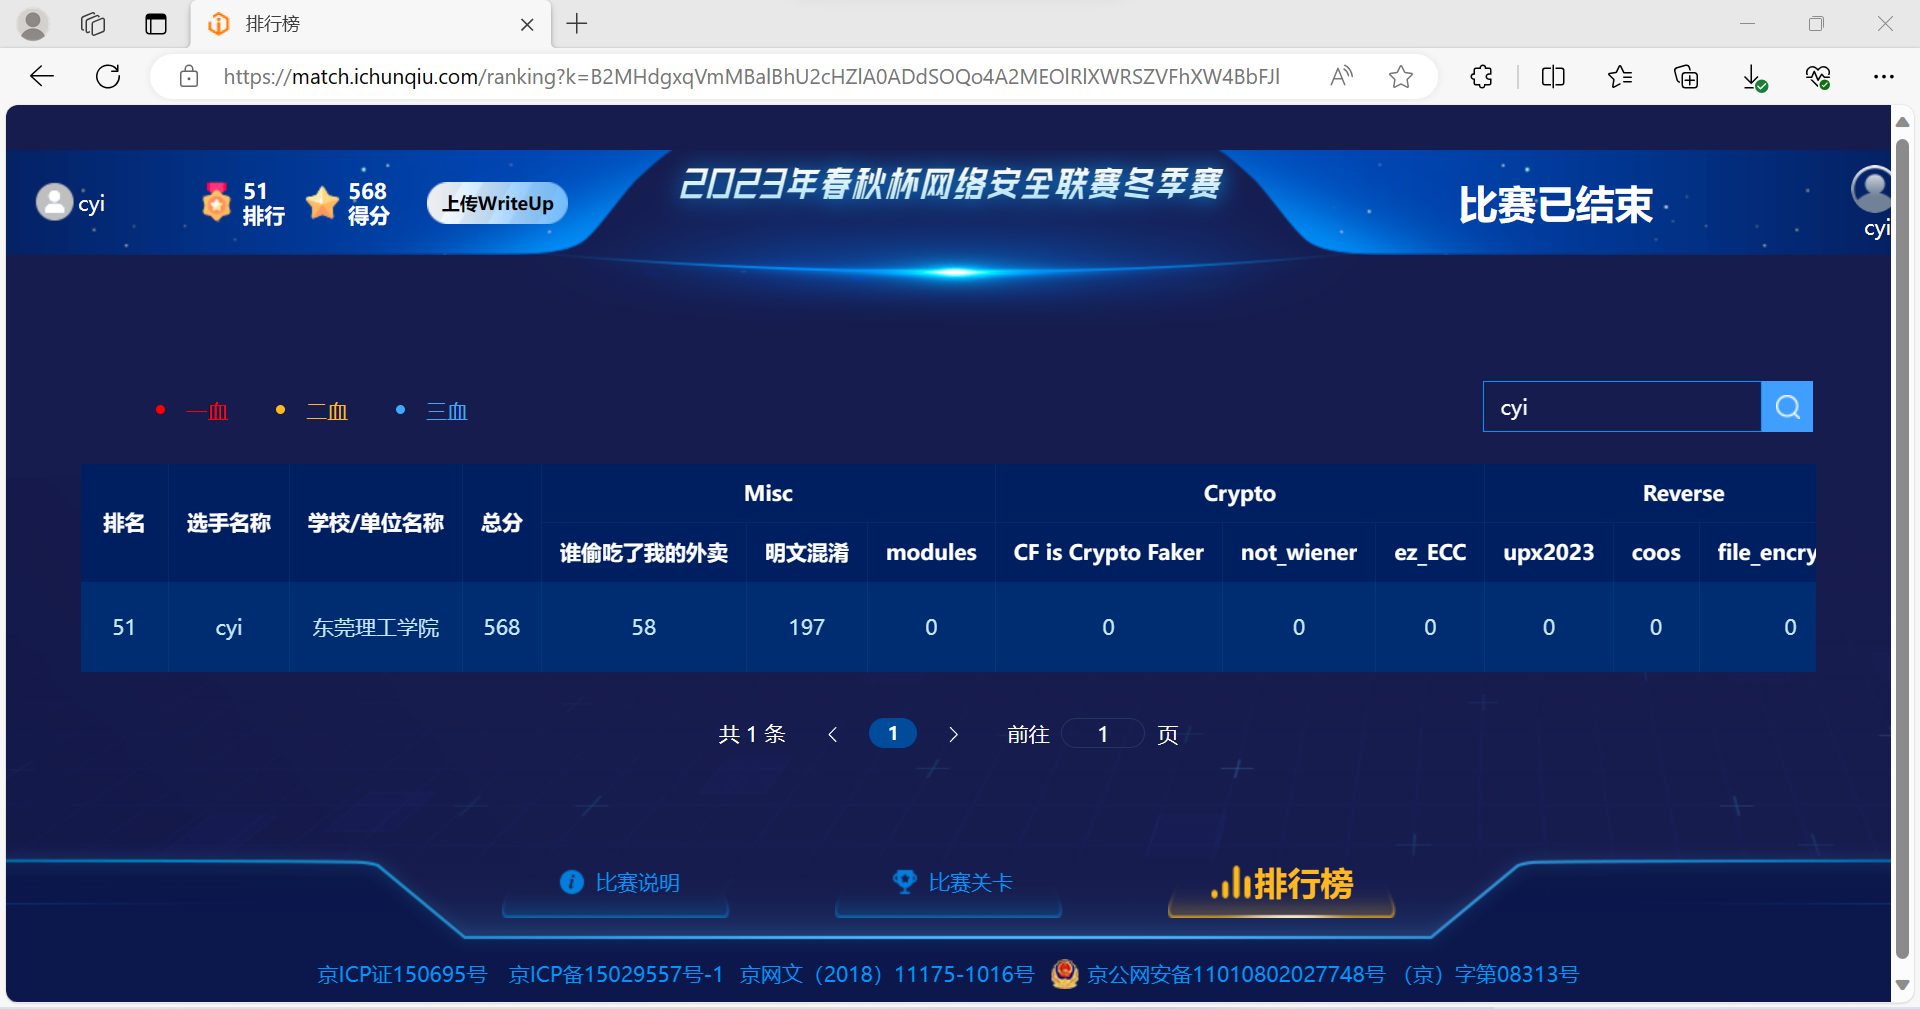 排行榜
https://match.ichunqiu.com/ranking?k=B2MHdgxqVmMBalBhU2cHZlA0ADdSOQo4A2MEOlRlXWRSZVFhXW4BbFJl
cyi
51
排行
568
得分
上传WriteUp
2023年春秋杯网络安全联赛冬季赛
比赛已结束
cyi
一血 二血 三血
cyi
Misc Crypto Reverse
排名 选手名称 学校/单位名称 总分
谁偷吃了我的外卖 明文混淆 modules CF is Crypto Faker not_wiener ez_ECC upx2023 coos file_encry
51 cyi 东莞理工学院 568 58 197 0 0 0 0 0 0 0
共 1 条 1 前往 1 页
比赛说明 比赛关卡 排行榜
京ICP证150695号 京ICP备15029557号-1 京网文（2018）11175-1016号 京公网安备11010802027748号 （京）字第08313号